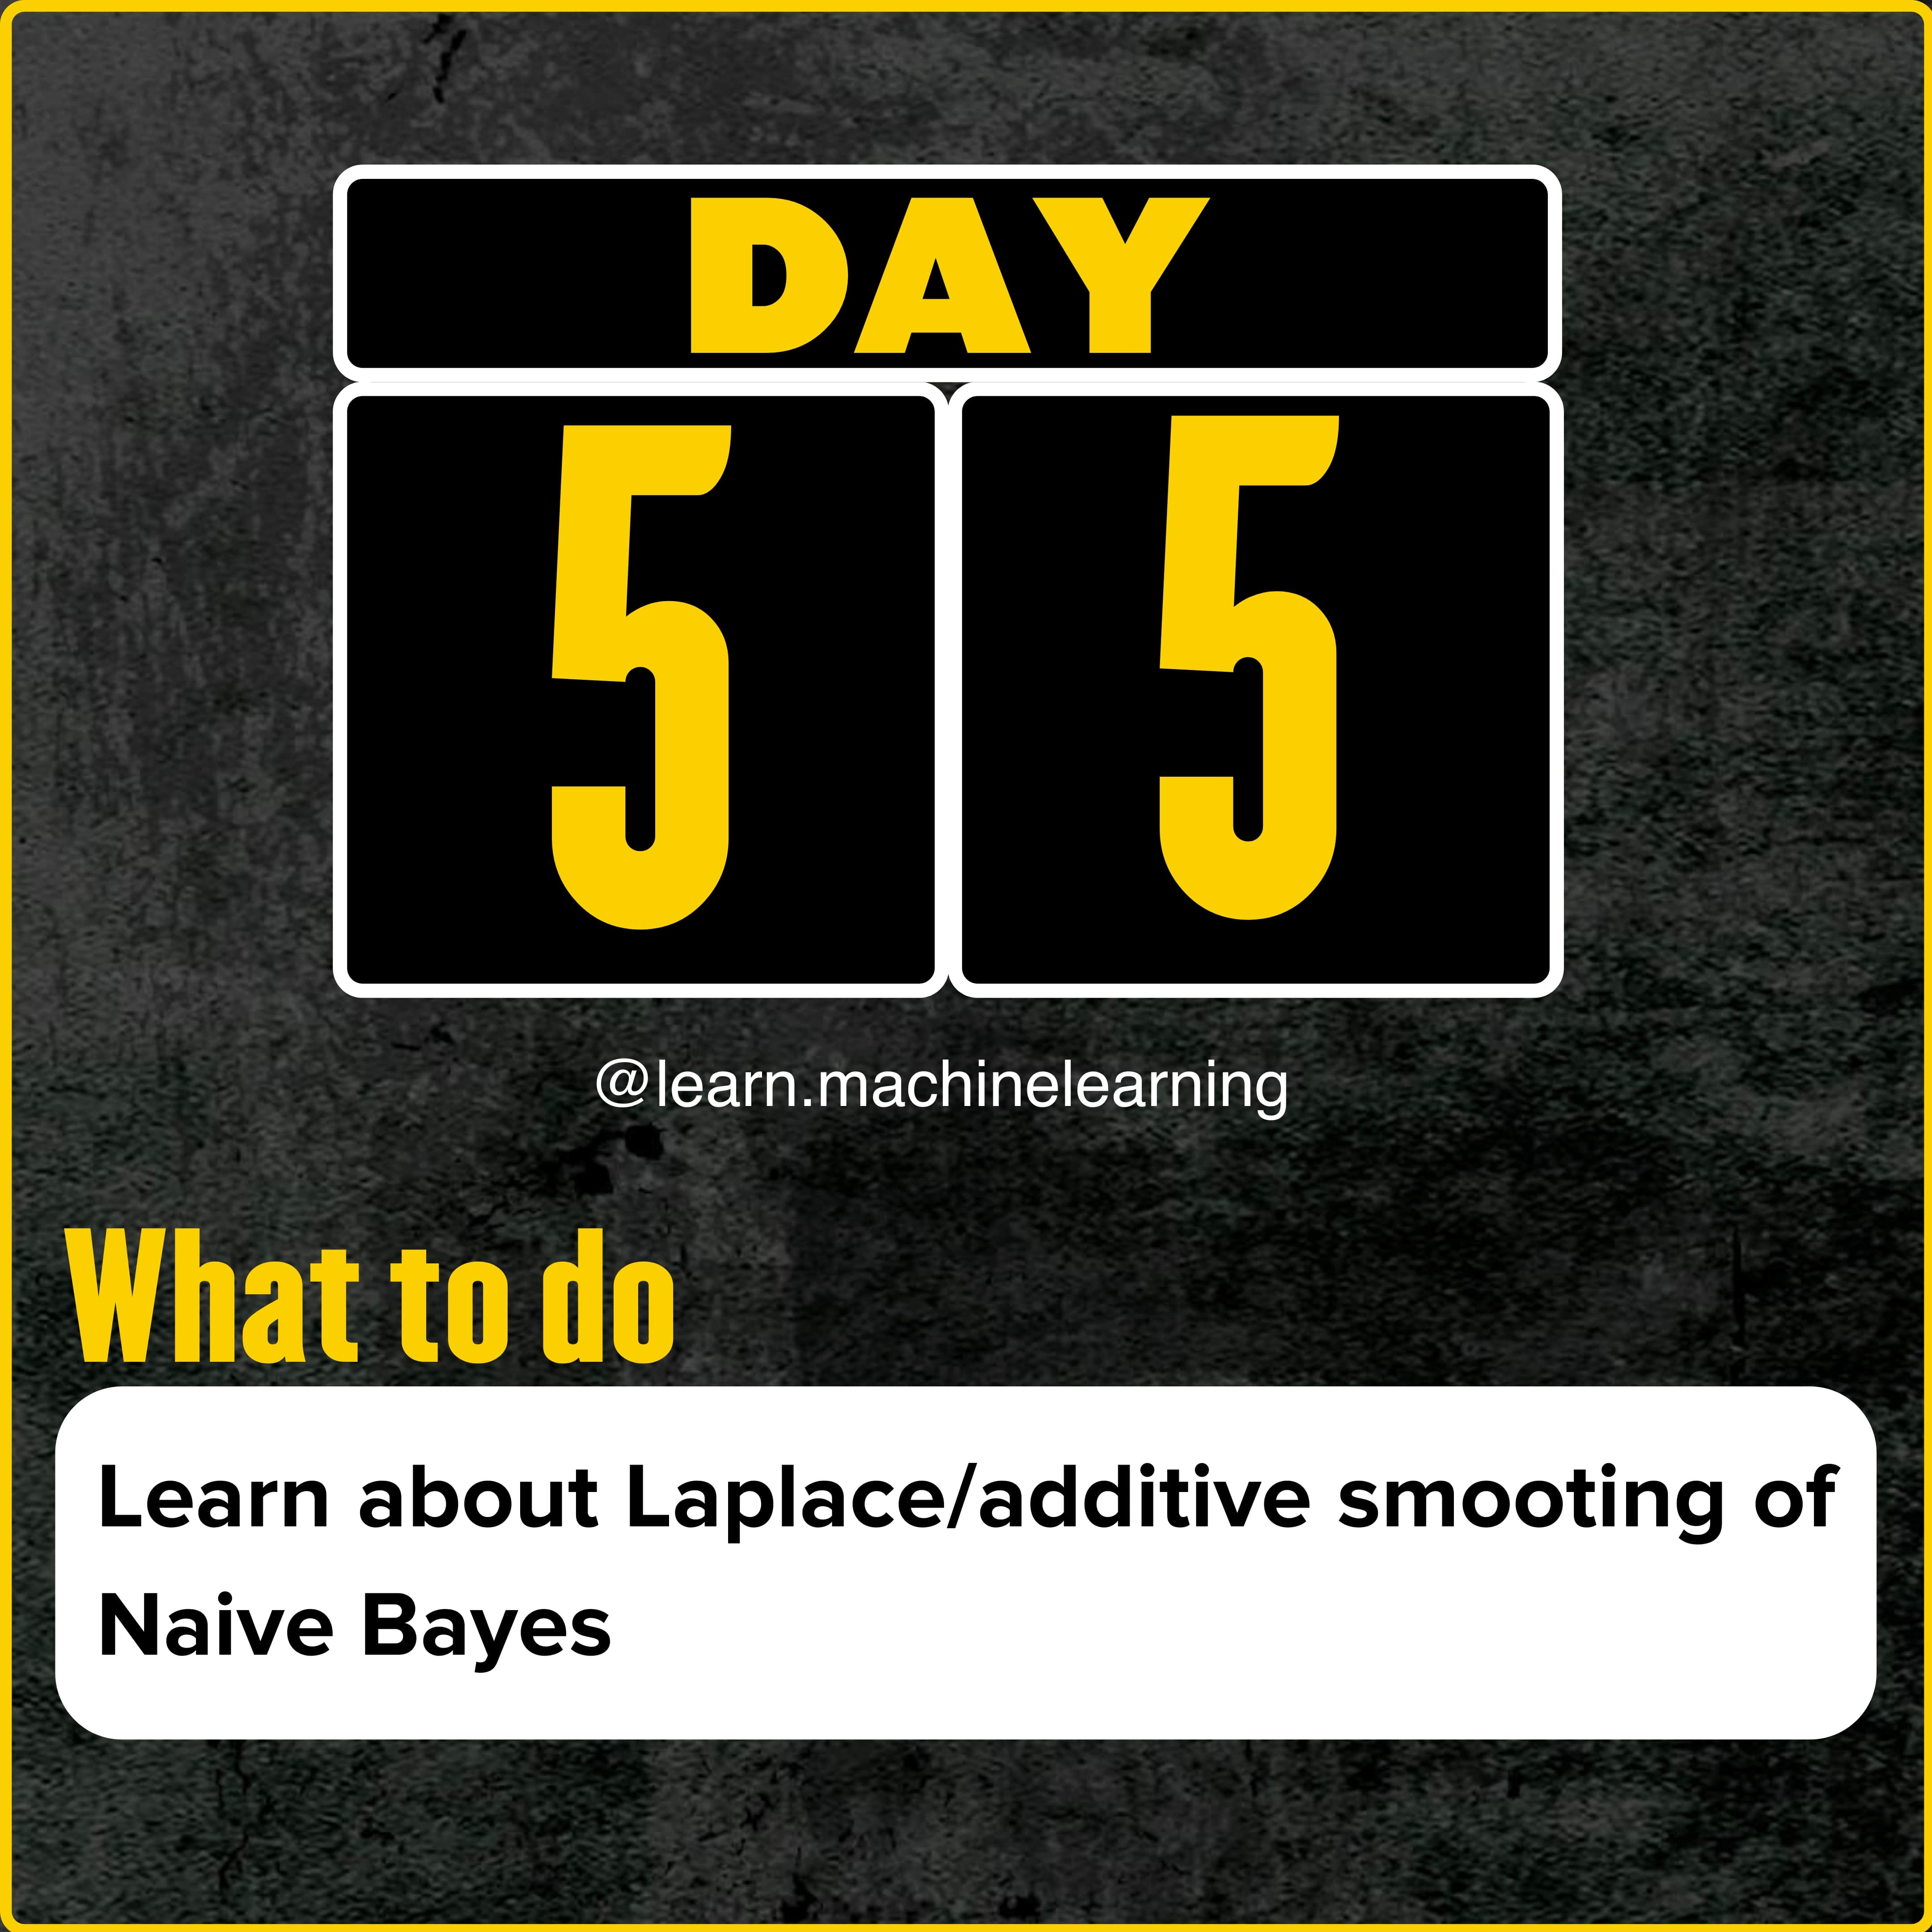 DAY
5 5
@learn.machinelearning
What to do
Learn about Laplace/additive smooting of
Naive Bayes